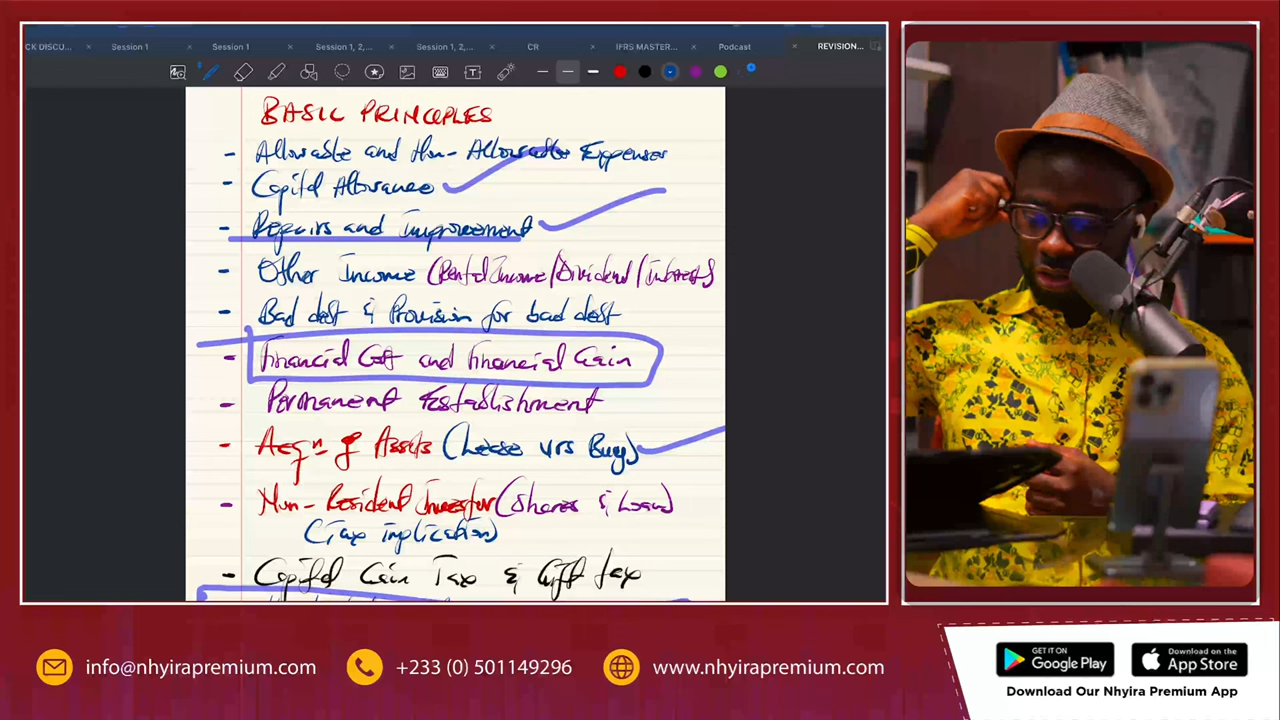 CK DISCU...
Session 1
Session 1
Session 1, 2,...
Session 1, 2,...
CR
IFRS MASTER...
Podcast
REVISION...
BASIC PRINCIPLES
- Allowable and Non-Allowable Expenses
- Capital Allowance
- Repairs and Improvement
- Other Income (Rental Income/Dividend/Interest)
- Bad debt & Provision for bad debt
- Financial Cost and Financial Gain
- Permanent Establishment
- Acqⁿ of Assets (Lease vrs Buy)
- Non-Resident Investor (Shares & Loan)
(Tax implication)
- Capital Gain Tax & Gift tax
info@nhyirapremium.com
+233 (0) 501149296
www.nhyirapremium.com
GET IT ON
Google Play
Download on the
App Store
Download Our Nhyira Premium App